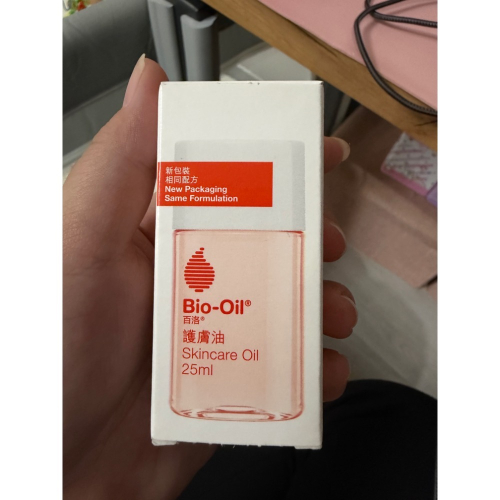 新包裝
相同配方
New Packaging
Same Formulation
Bio-Oil®
百洛®
護膚油
Skincare Oil
25ml